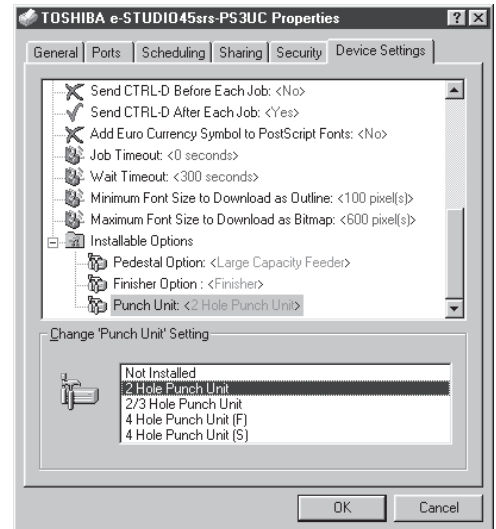 TOSHIBA e-STUDIO45srs-PS3UC Properties
General Ports Scheduling Sharing Security Device Settings
Send CTRL-D Before Each Job: <No>
Send CTRL-D After Each Job: <Yes>
Add Euro Currency Symbol to PostScript Fonts: <No>
Job Timeout: <0 seconds>
Wait Timeout: <300 seconds>
Minimum Font Size to Download as Outline: <100 pixel(s)>
Maximum Font Size to Download as Bitmap: <600 pixel(s)>
Installable Options
Pedestal Option: <Large Capacity Feeder>
Finisher Option : <Finisher>
Punch Unit: <2 Hole Punch Unit>
Change 'Punch Unit' Setting
Not Installed
2 Hole Punch Unit
2/3 Hole Punch Unit
4 Hole Punch Unit (F)
4 Hole Punch Unit (S)
OK Cancel